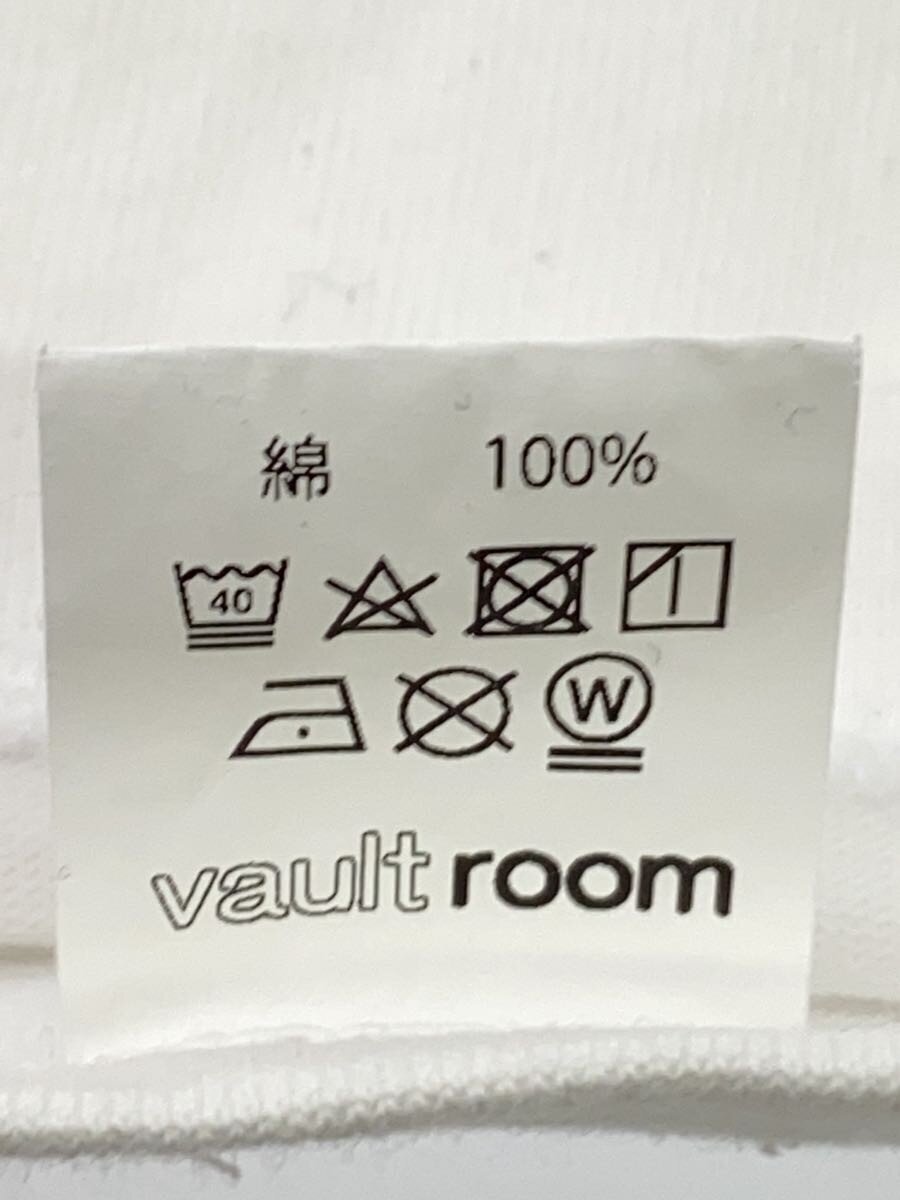 綿 100%
40
W
vault room